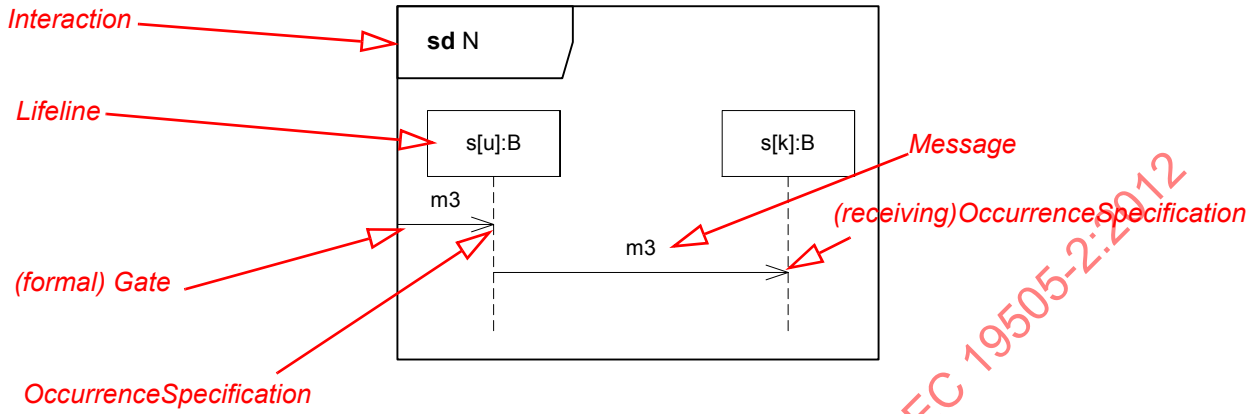 Interaction
sd N
Lifeline
s[u]:B
s[k]:B
Message
m3
(receiving)OccurrenceSpecification
m3
(formal) Gate
OccurrenceSpecification
EC 19505-2:2012